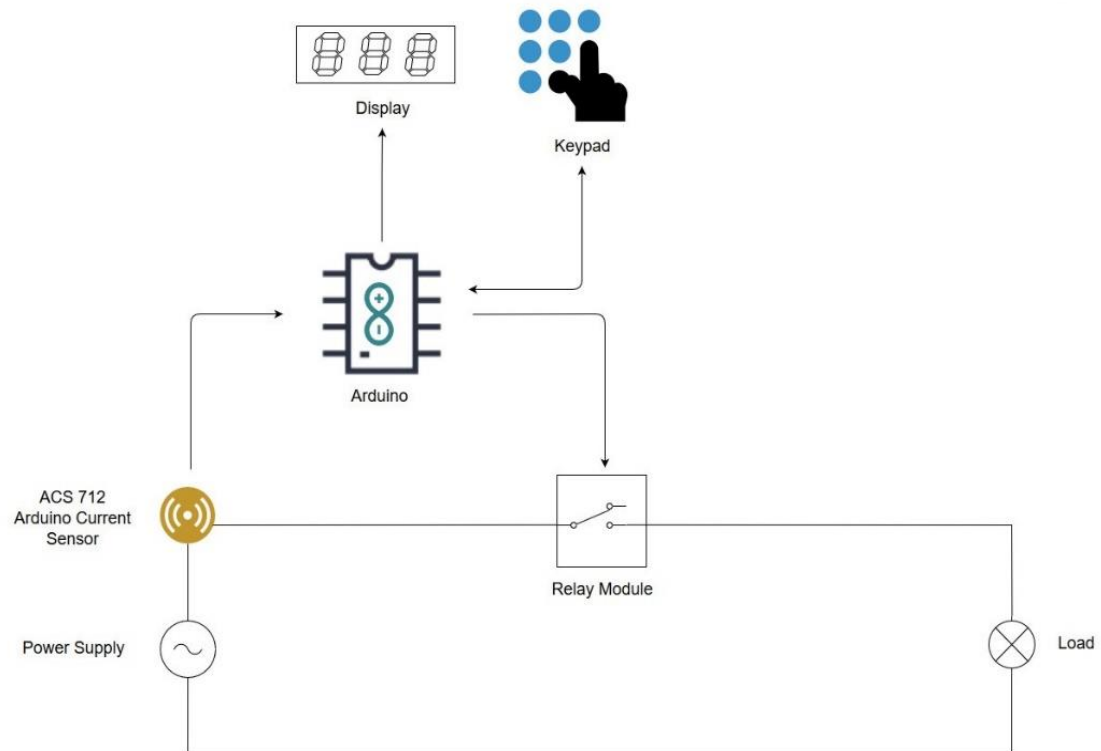 Display
Keypad
Arduino
ACS 712
Arduino Current
Sensor
Relay Module
Power Supply
Load